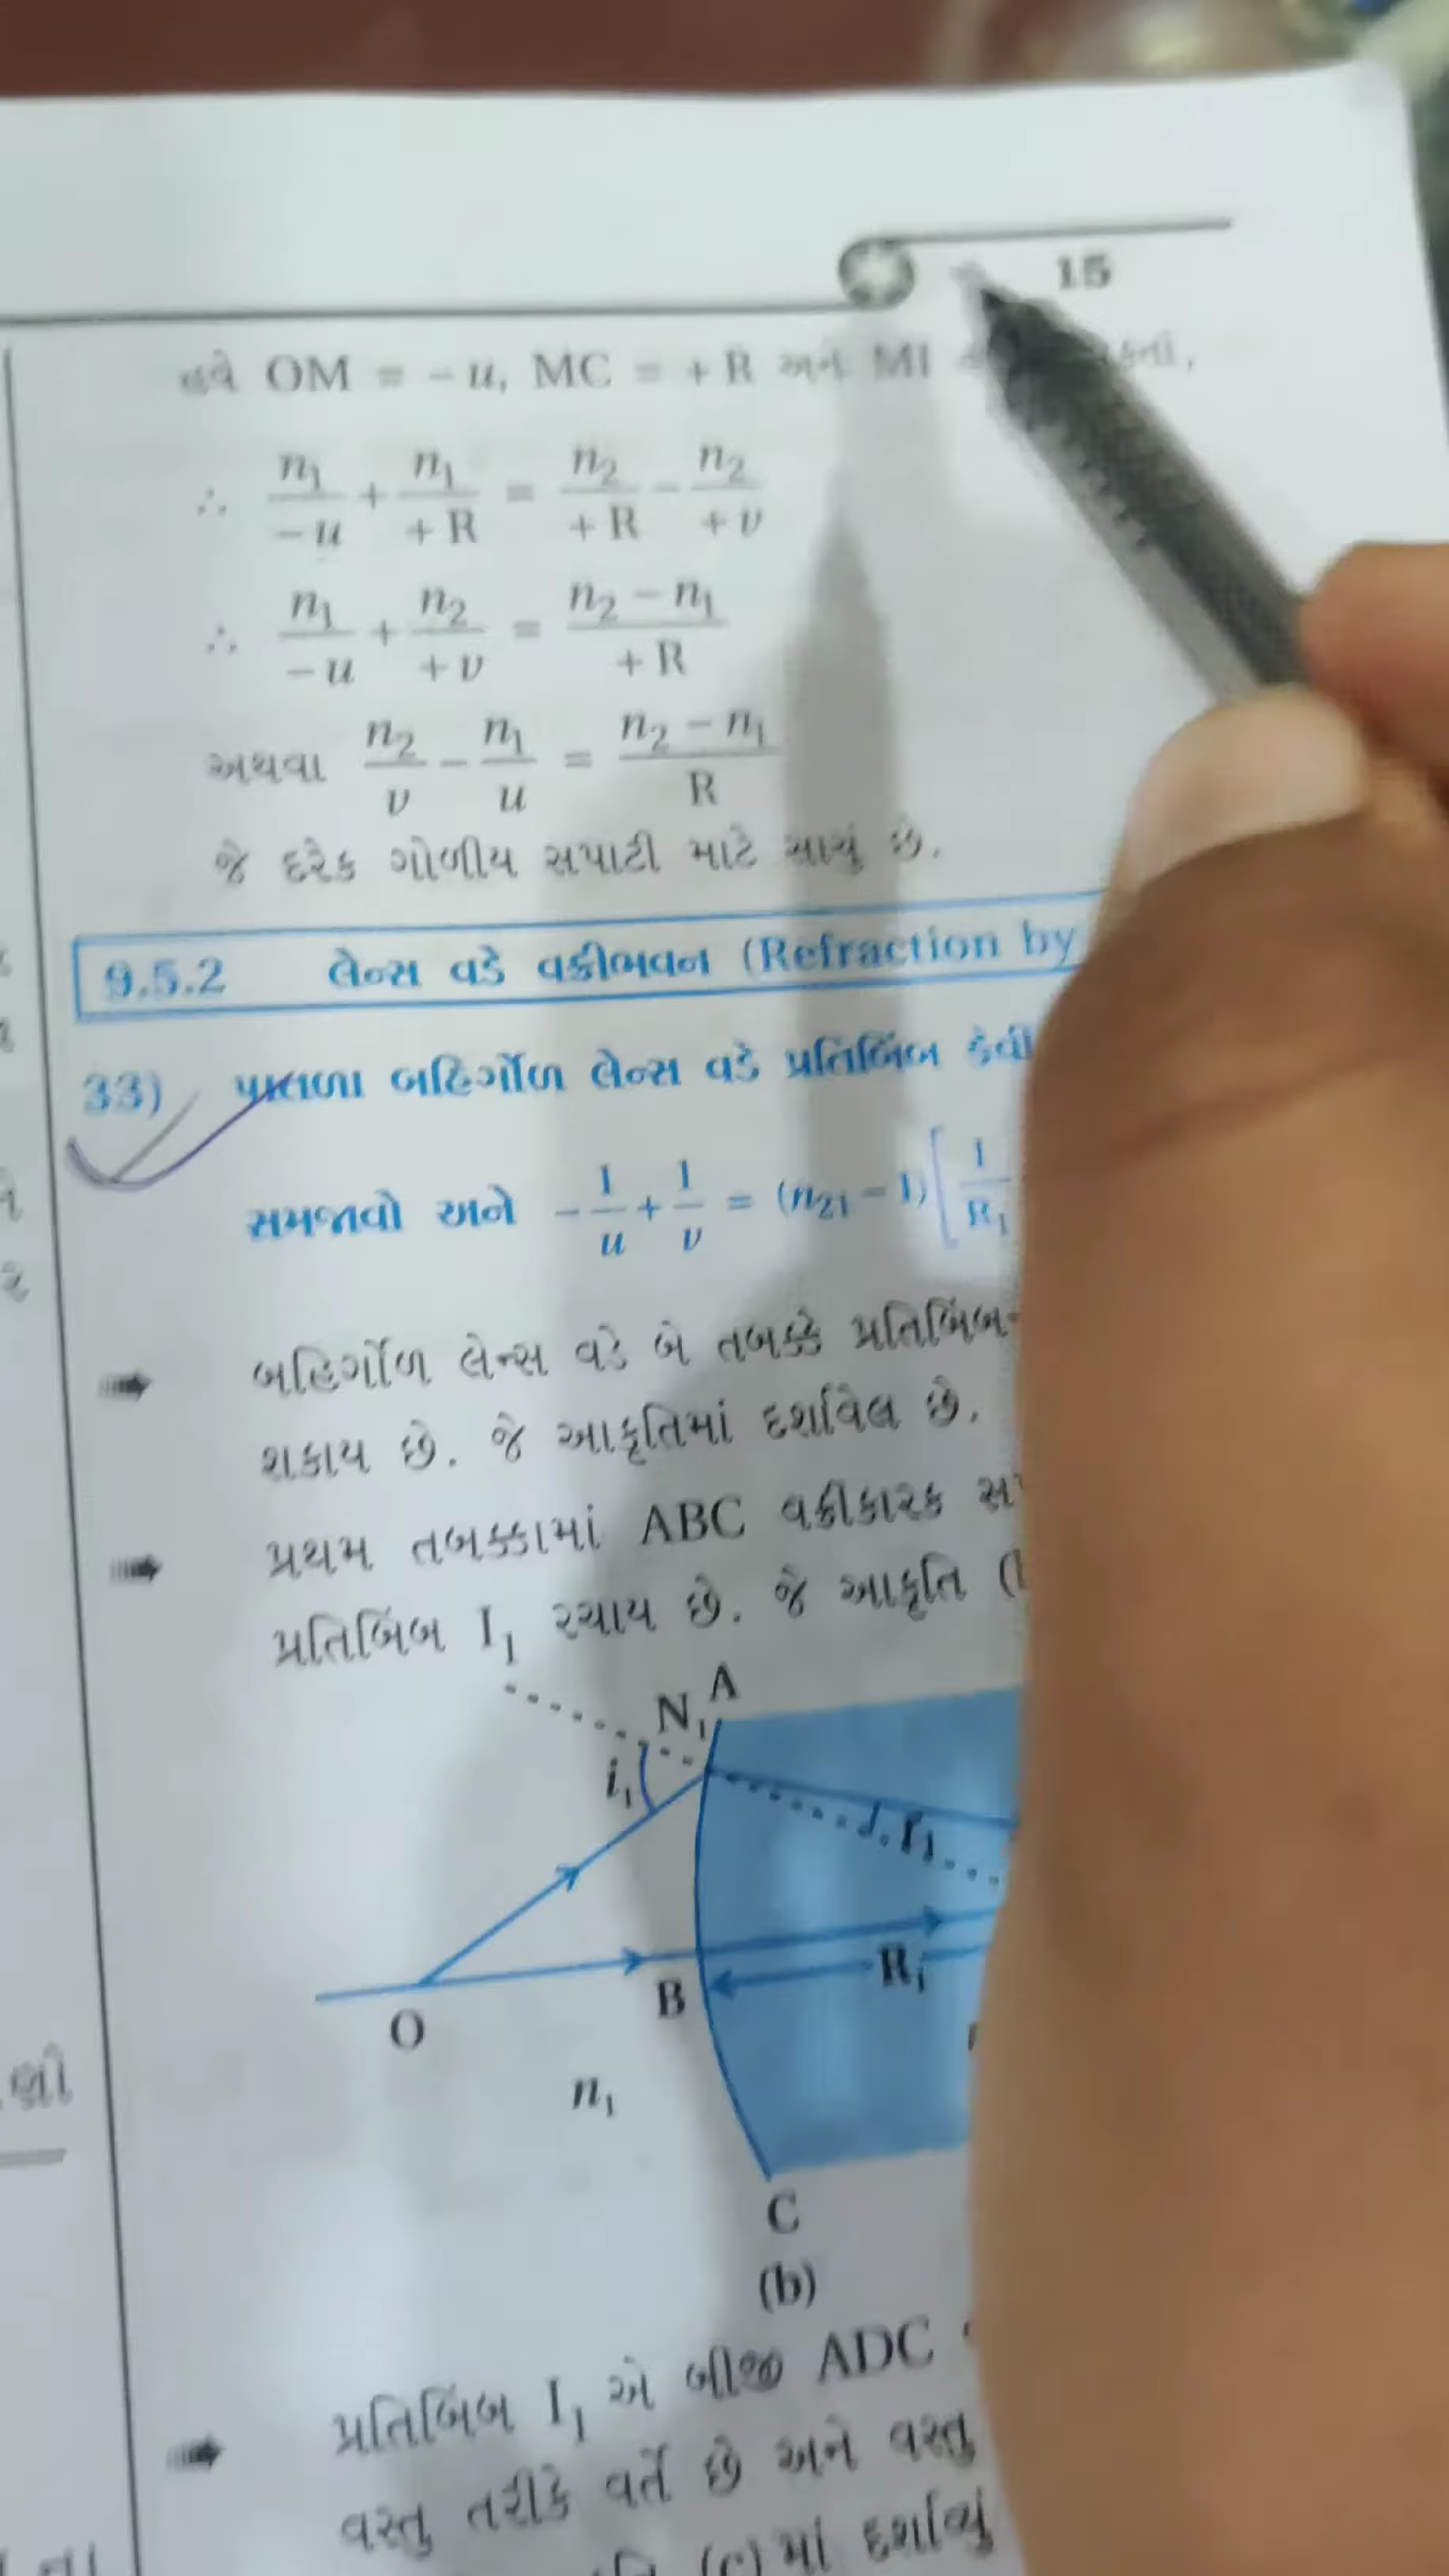 15
હવે OM = – u, MC = + R અને MI
∴ n₁/–u + n₁/+R = n₂/+R – n₂/+v
∴ n₁/–u + n₂/+v = n₂ – n₁/+R
અથવા n₂/v – n₁/u = n₂ – n₁/R
જે દરેક ગોળીય સપાટી માટે સાચું છે.
9.5.2 લેન્સ વડે વક્રીભવન (Refraction by
33) પાતળા બહિર્ગોળ લેન્સ વડે પ્રતિબિંબ કેવી
સમજાવો અને – 1/u + 1/v = (n₂₁ – 1) [ 1/R₁
બહિર્ગોળ લેન્સ વડે બે તબક્કે પ્રતિબિંબ
શકાય છે. જે આકૃતિમાં દર્શાવેલ છે.
પ્રથમ તબક્કામાં ABC વક્રીકારક
પ્રતિબિંબ I₁ રચાય છે. જે આકૃતિ
N₁ A
i₁
r₁
R₁
B
O
n₁
C
(b)
પ્રતિબિંબ I₁ એ બીજી ADC
વસ્તુ તરીકે વર્તે છે અને વસ્તુ
(c) માં દર્શાવ્યું